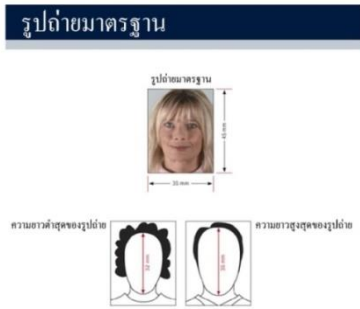 รูปถ่ายมาตรฐาน
รูปถ่ายมาตรฐาน
45 mm
35 mm
ความยาวต่ำสุดของรูปถ่าย
ความยาวสูงสุดของรูปถ่าย